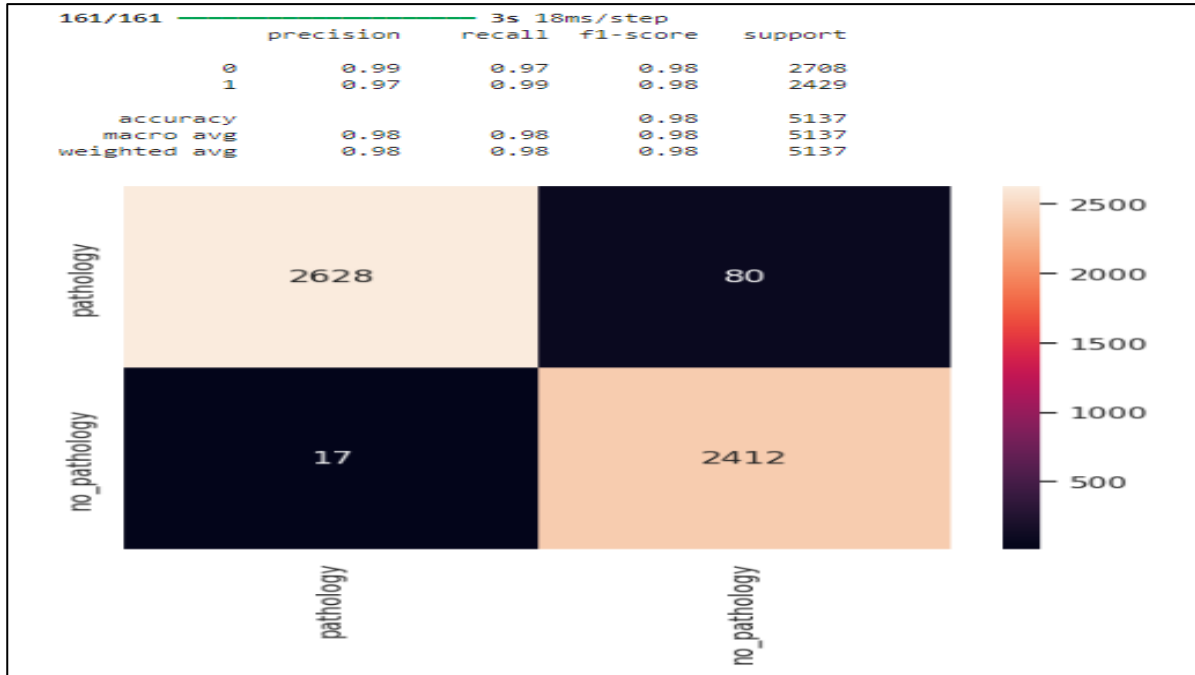 161/161 ━━━━━━━━━━━━━━━━━━━━ 3s 18ms/step
precision recall f1-score support
0 0.99 0.97 0.98 2708
1 0.97 0.99 0.98 2429
accuracy 0.98 5137
macro avg 0.98 0.98 0.98 5137
weighted avg 0.98 0.98 0.98 5137
pathology
2628
80
no_pathology
17
2412
pathology
no_pathology
2500
2000
1500
1000
500